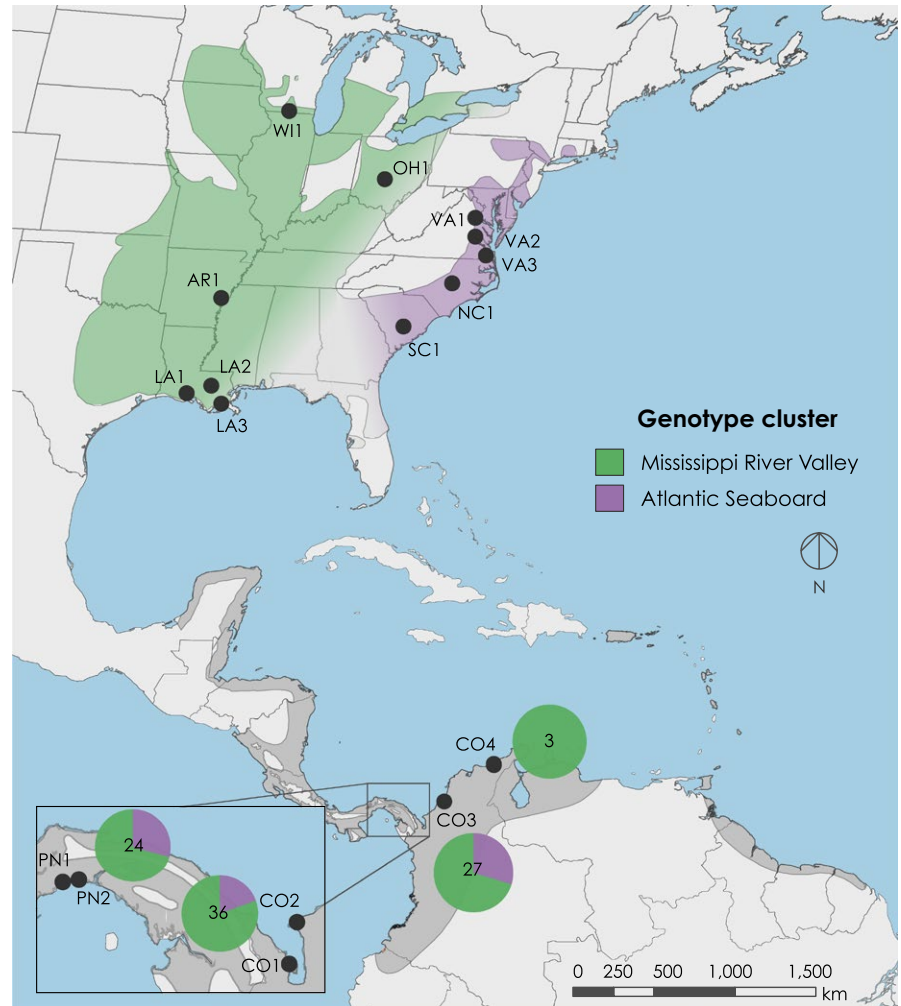 WI1
OH1
VA1
VA2
VA3
AR1
NC1
SC1
LA2
LA1
LA3
Genotype cluster
Mississippi River Valley
Atlantic Seaboard
N
3
CO4
CO3
24
PN1
27
PN2
36
CO2
CO1
0 250 500 1,000 1,500
km